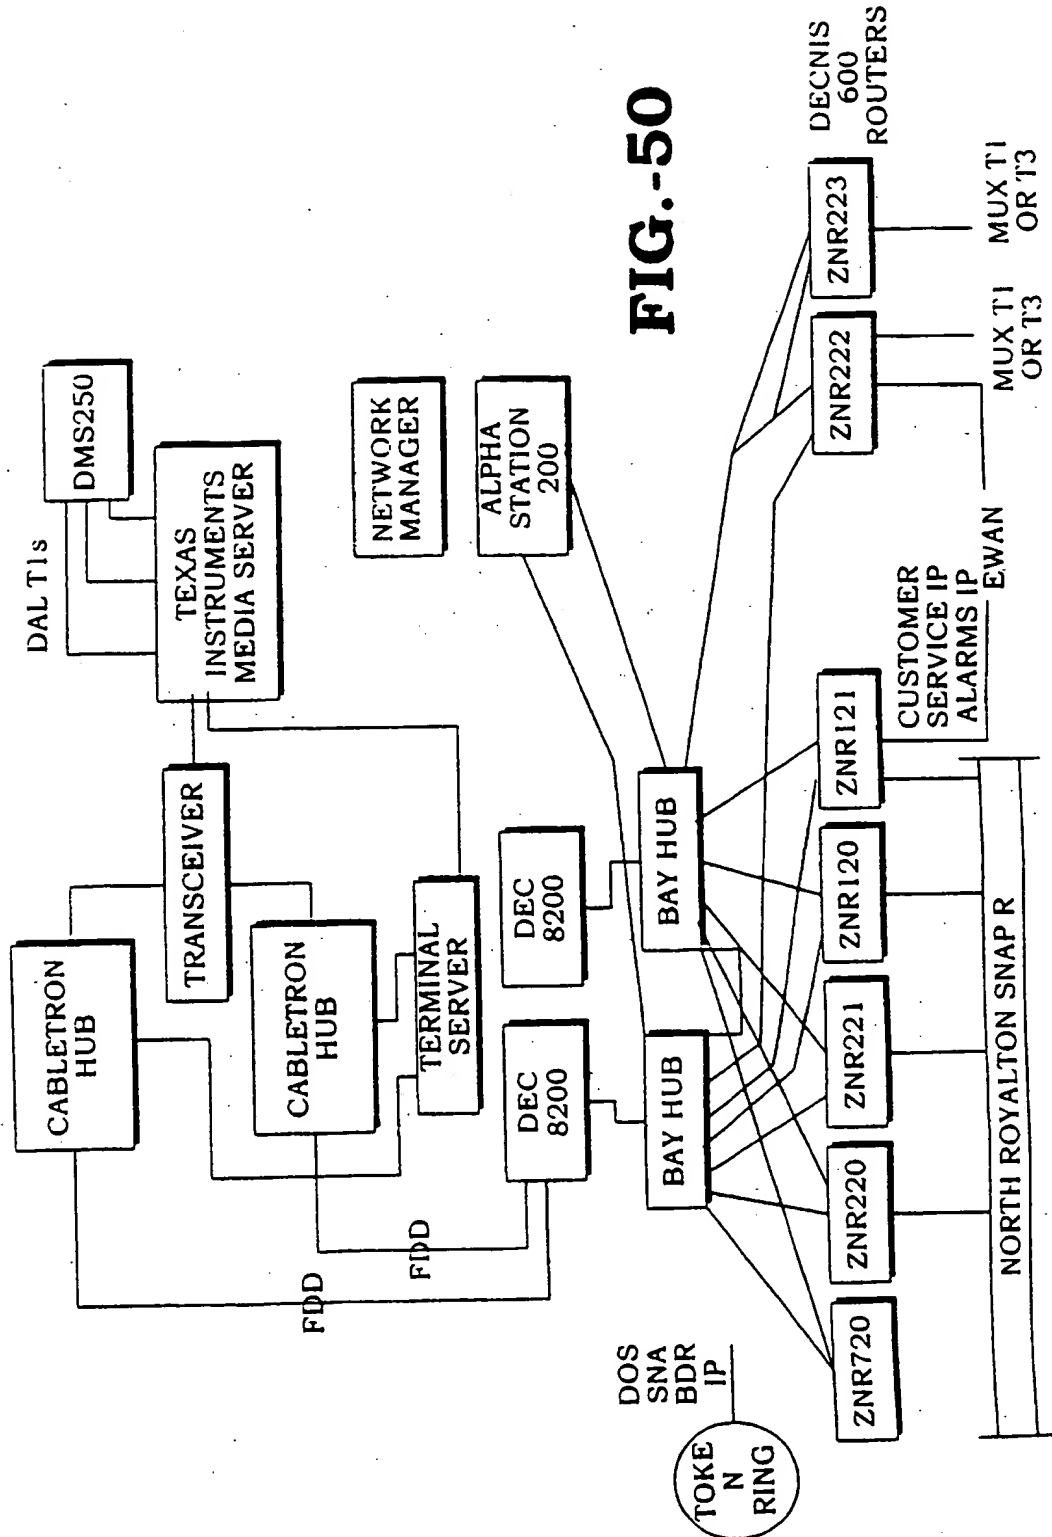 DAL T1s
DMS250
TEXAS
INSTRUMENTS
MEDIA SERVER
TRANSCEIVER
CABLETRON
HUB
CABLETRON
HUB
TERMINAL
SERVER
FDD
FDD
NETWORK
MANAGER
ALPHA
STATION
200
DEC
8200
DEC
8200
FIG.-50
BAY HUB
BAY HUB
DOS
SNA
BDR
IP
TOKE
N
RING
DECNIS
600
ROUTERS
ZNR720
ZNR220
ZNR221
ZNR120
ZNR121
ZNR222
ZNR223
CUSTOMER
SERVICE IP
ALARMS IP
EWAN
MUX T1
OR T3
MUX T1
OR T3
NORTH ROYALTON SNAP R